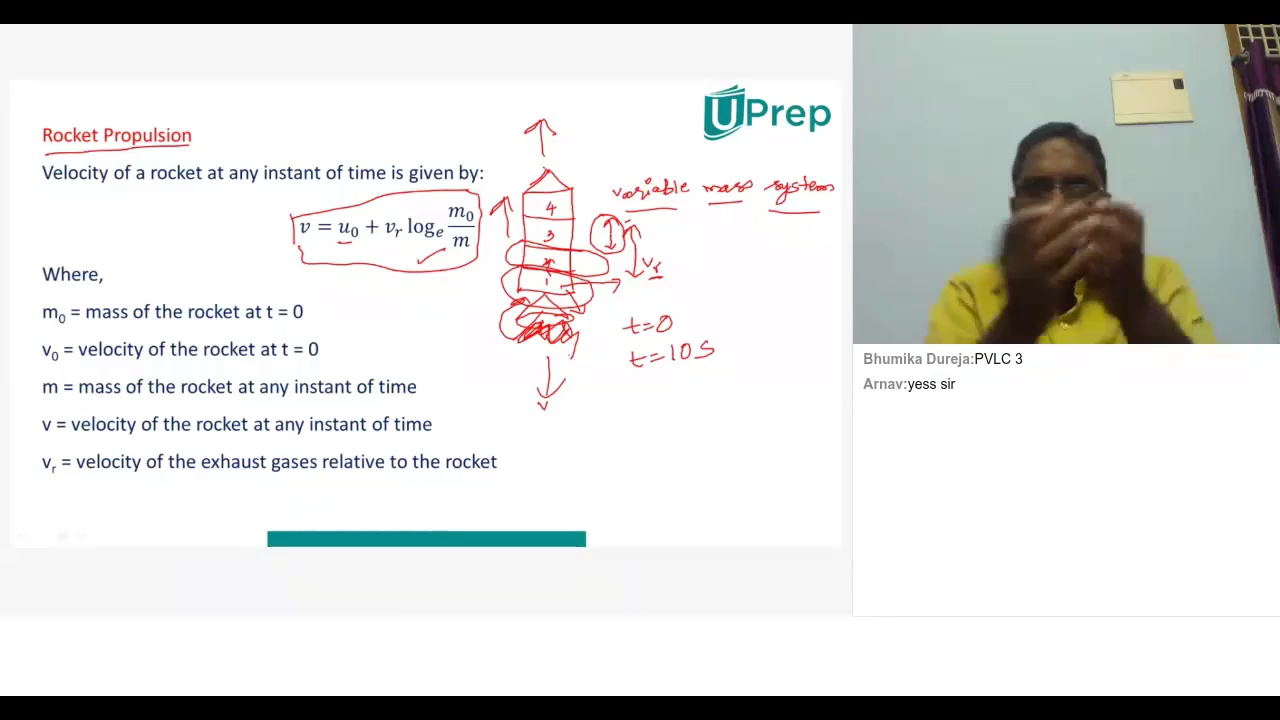 UPrep
Rocket Propulsion
Velocity of a rocket at any instant of time is given by:
v = u₀ + vᵣ logₑ m₀/m
Where,
m₀ = mass of the rocket at t = 0
v₀ = velocity of the rocket at t = 0
m = mass of the rocket at any instant of time
v = velocity of the rocket at any instant of time
vᵣ = velocity of the exhaust gases relative to the rocket
variable mass systems
4
3
1
vᵣ
t=0
t=10S
v
Bhumika Dureja:PVLC 3
Arnav:yess sir